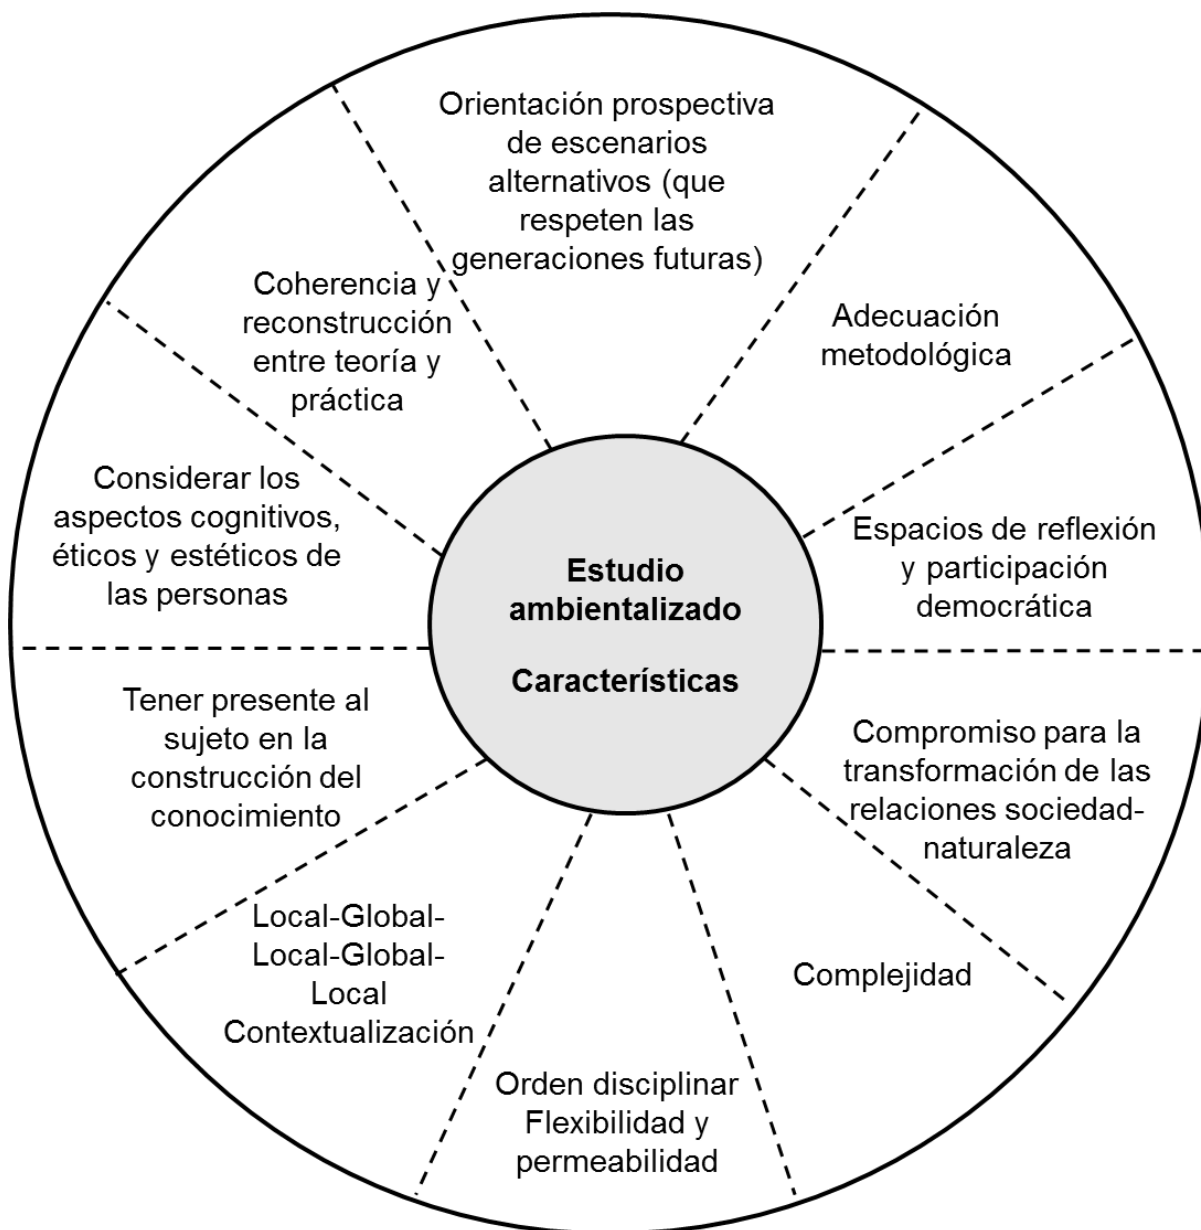 Orientación prospectiva
de escenarios
alternativos (que
respeten las
generaciones futuras)
Adecuación
metodológica
Espacios de reflexión
y participación
democrática
Compromiso para la
transformación de las
relaciones sociedad-
naturaleza
Complejidad
Orden disciplinar
Flexibilidad y
permeabilidad
Local-Global-
Local-Global-
Local
Contextualización
Tener presente al
sujeto en la
construcción del
conocimiento
Considerar los
aspectos cognitivos,
éticos y estéticos de
las personas
Coherencia y
reconstrucción
entre teoría y
práctica
Estudio
ambientalizado
Características